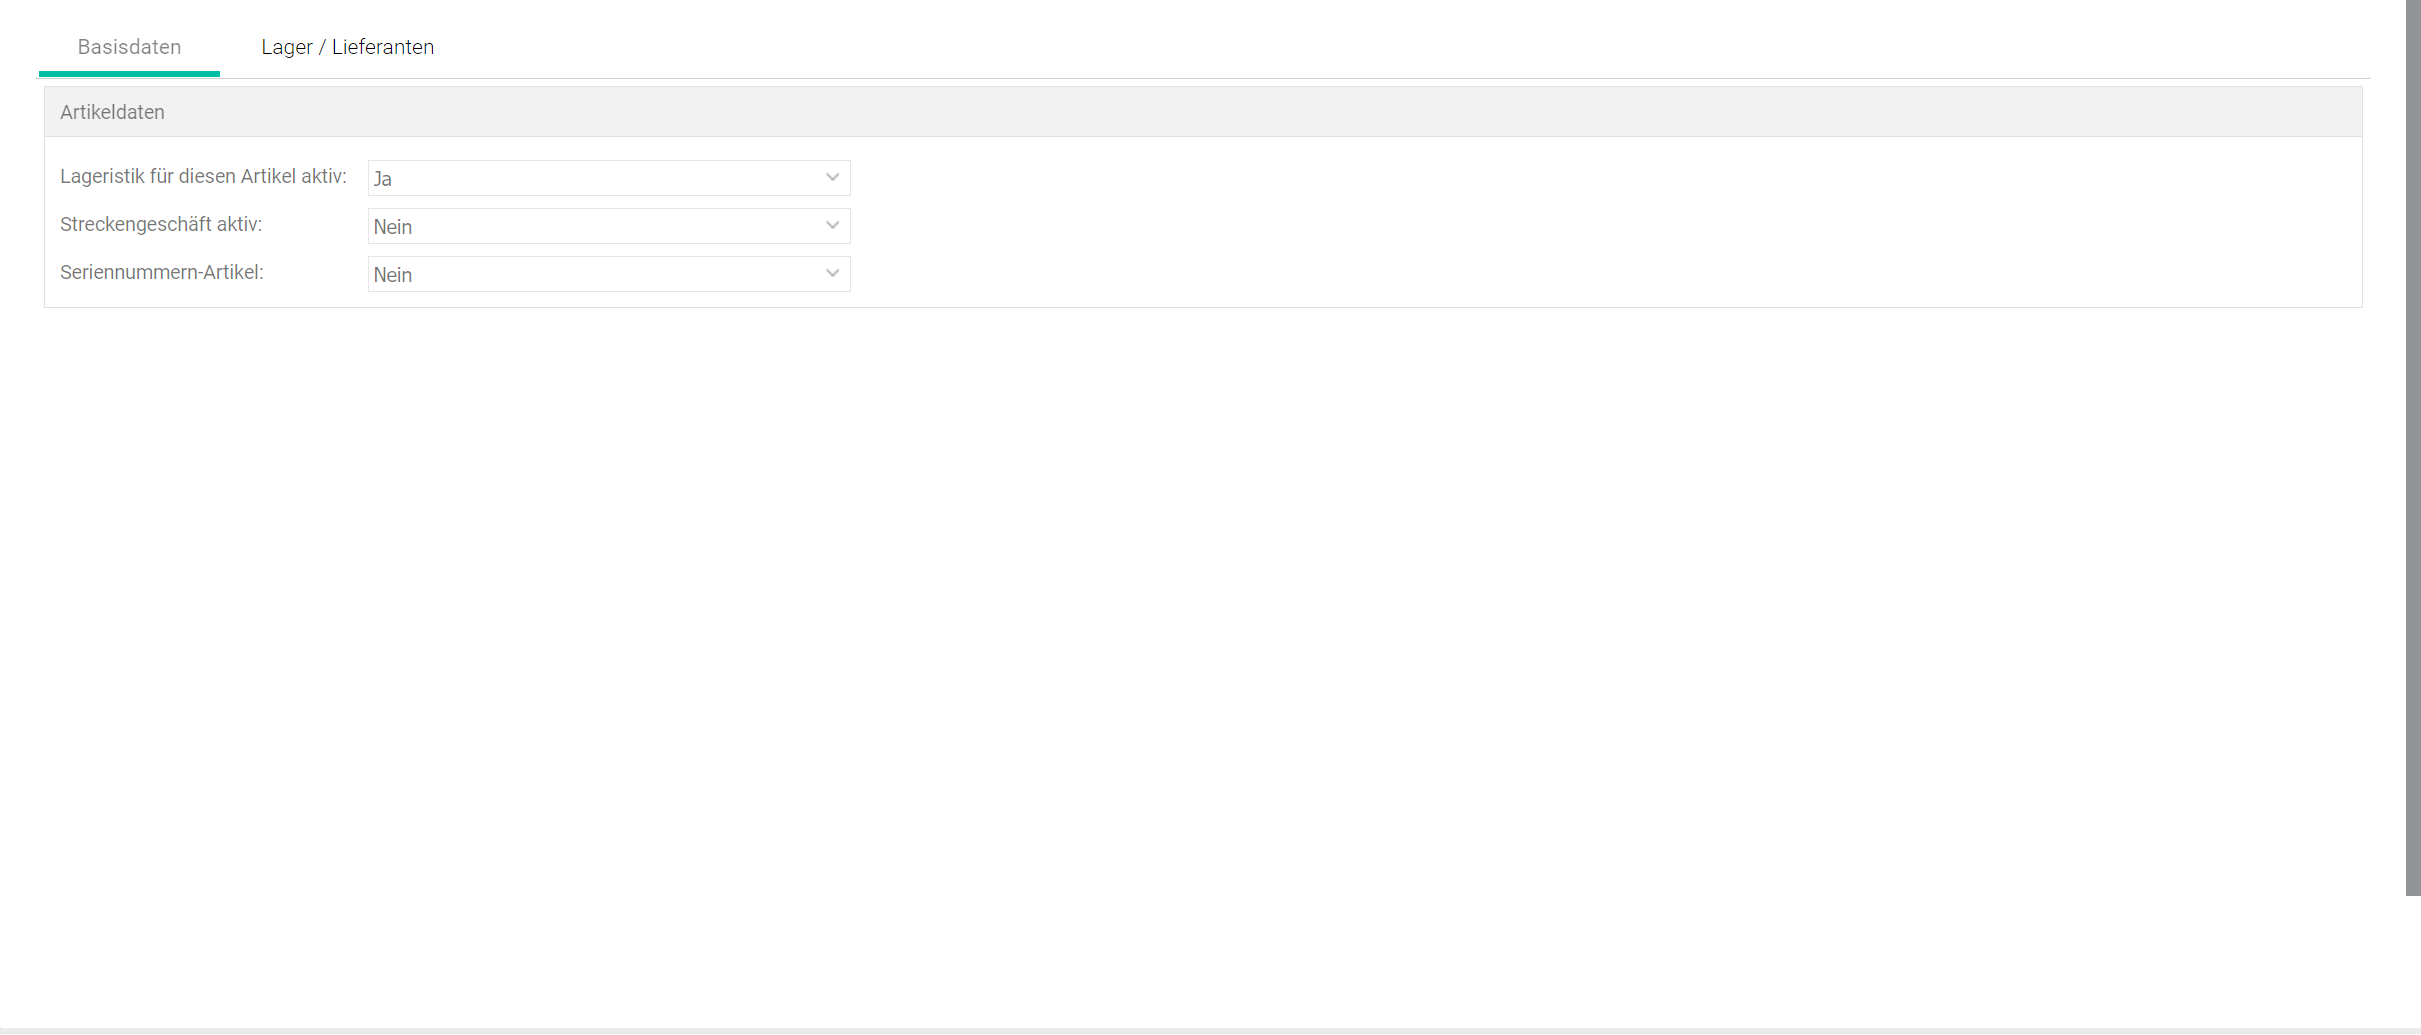 Basisdaten Lager / Lieferanten
Artikeldaten
Lageristik für diesen Artikel aktiv: Ja
Streckengeschäft aktiv: Nein
Seriennummern-Artikel: Nein